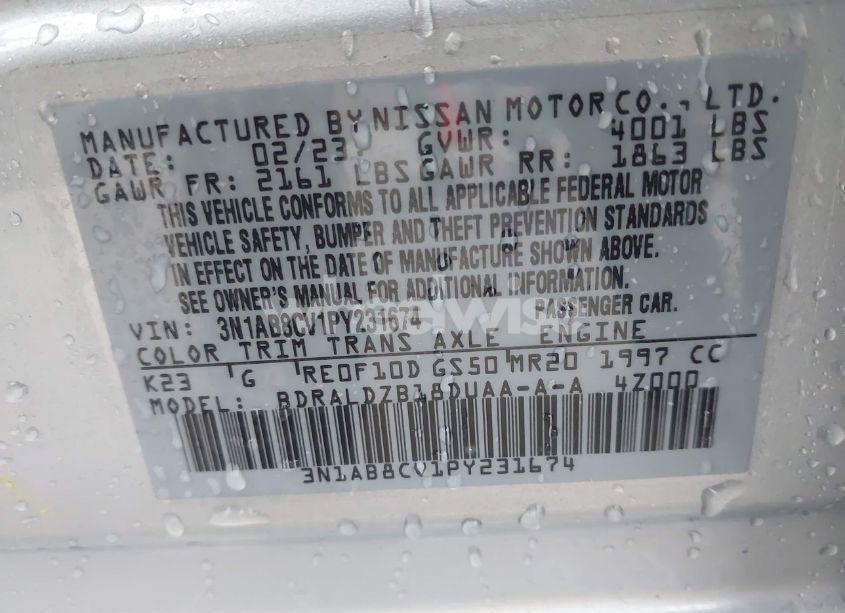 MANUFACTURED BY NISSAN MOTOR CO., LTD.
DATE: 02/23 GVWR: 4001 LBS
GAWR FR: 2161 LBS GAWR RR: 1863 LBS
THIS VEHICLE CONFORMS TO ALL APPLICABLE FEDERAL MOTOR
VEHICLE SAFETY, BUMPER AND THEFT PREVENTION STANDARDS
IN EFFECT ON THE DATE OF MANUFACTURE SHOWN ABOVE.
SEE OWNER'S MANUAL FOR ADDITIONAL INFORMATION.
VIN: 3N1AB8CV1PY231674 PASSENGER CAR.
COLOR TRIM TRANS AXLE ENGINE
K23 G RE0F10D GS50 MR20 1997 CC
MODEL: BDRALDZB18DUAA-A-A 4Z000
3N1AB8CV1PY231674